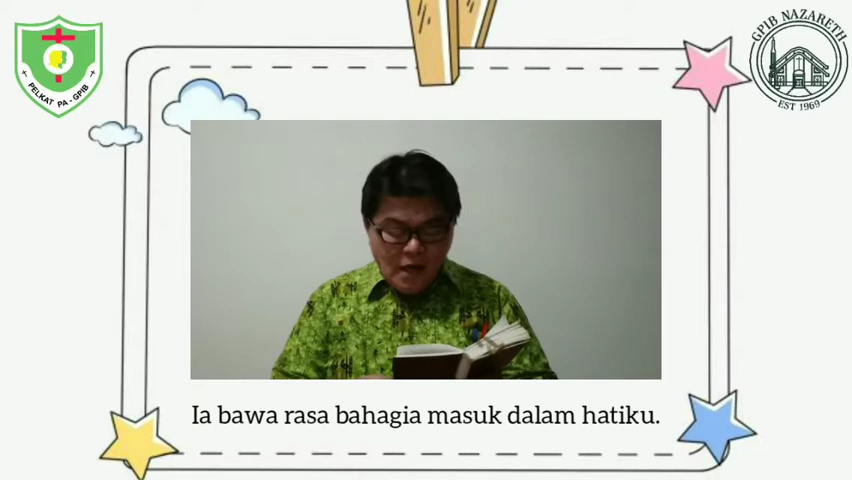 PELKAT PA - GPIB
GPIB NAZARETH
EST 1969
Ia bawa rasa bahagia masuk dalam hatiku.